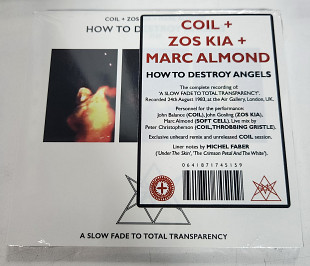 COIL + ZOS
HOW TO D
COIL +
ZOS KIA +
MARC ALMOND
HOW TO DESTROY ANGELS
The complete recording of
'A SLOW FADE TO TOTAL TRANSPARENCY'.
Recorded 24th August 1983, at the Air Gallery, London, UK.
Personnel for the performance:
John Balance (COIL), John Gosling (ZOS KIA),
Marc Almond (SOFT CELL). Live mix by
Peter Christopherson (COIL, THROBBING GRISTLE).
Exclusive unheard remix and unreleased COIL session.
Liner notes by MICHEL FABER
('Under The Skin', 'The Crimson Petal And The White').
0641871745159
A SLOW FADE TO TOTAL TRANSPARENCY